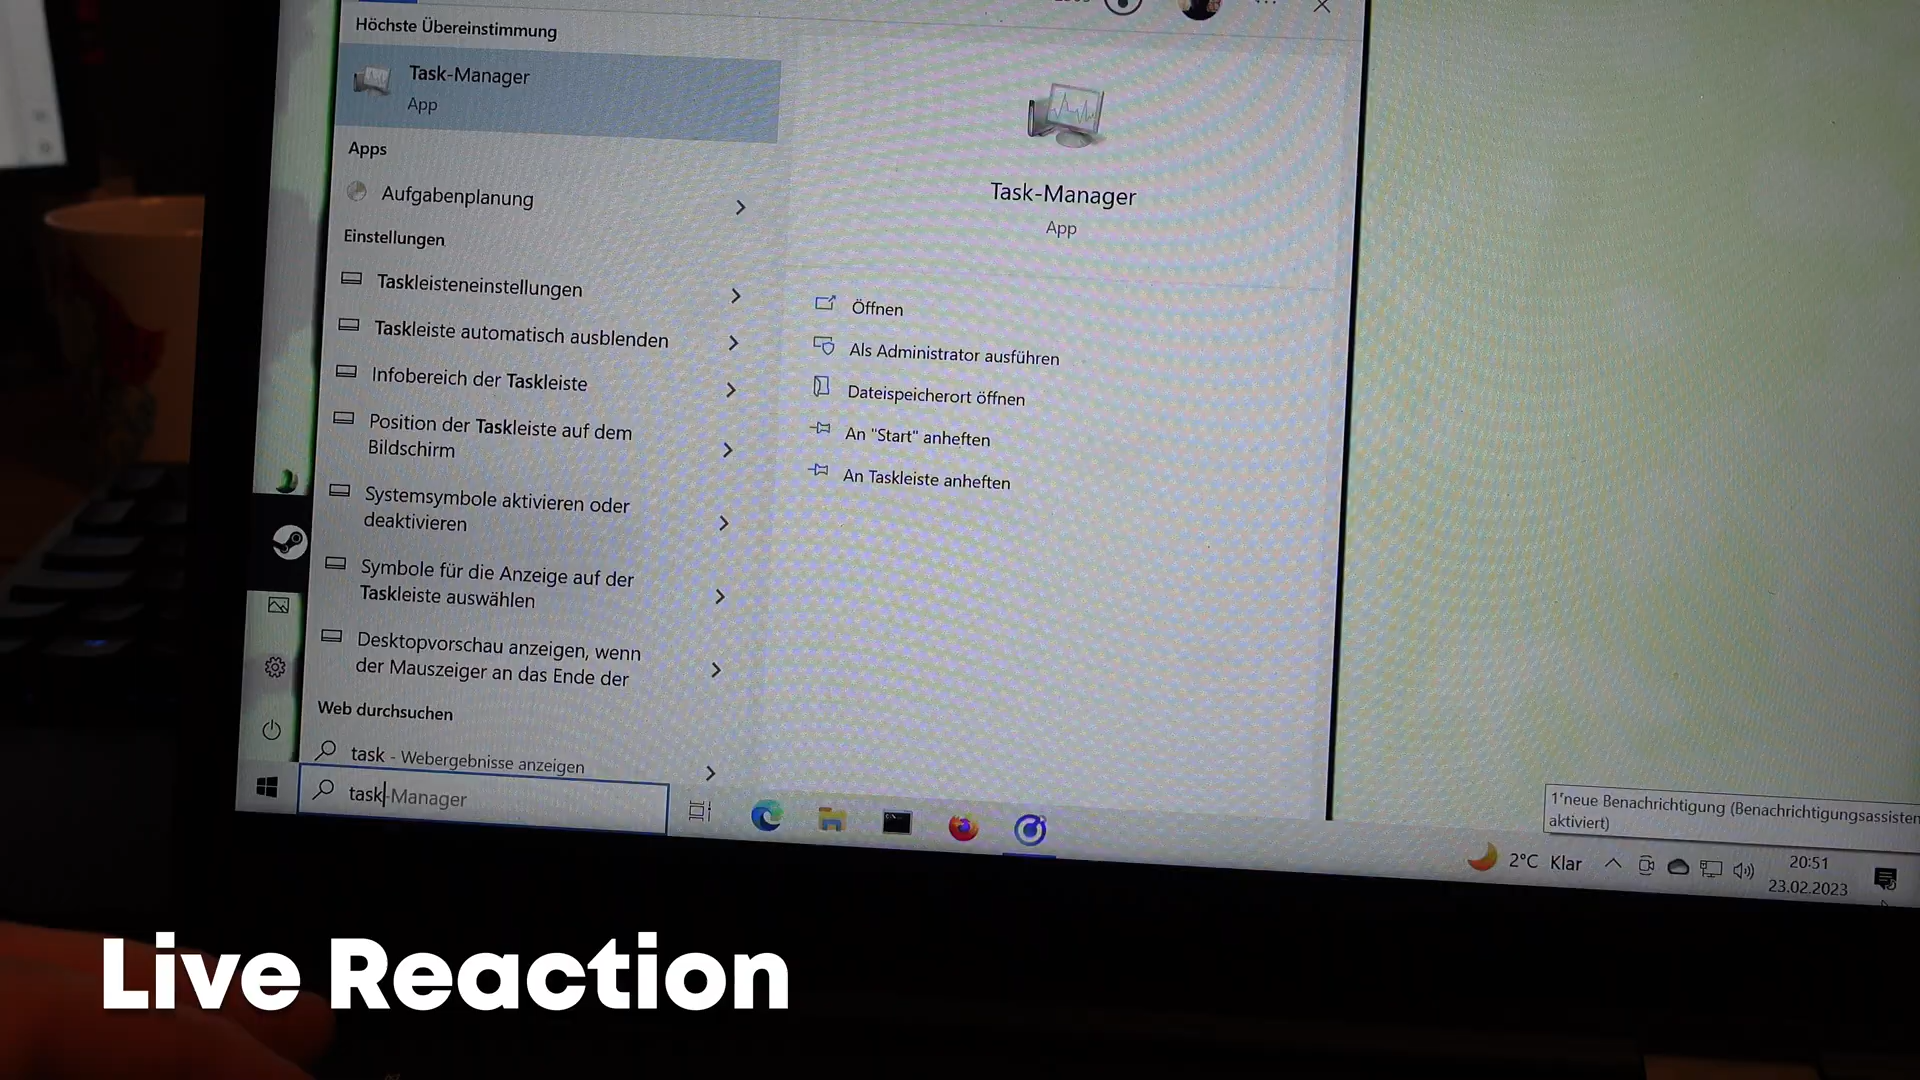 Höchste Übereinstimmung
Task-Manager
App
Apps
Aufgabenplanung
Einstellungen
Taskleisteneinstellungen
Taskleiste automatisch ausblenden
Infobereich der Taskleiste
Position der Taskleiste auf dem
Bildschirm
Systemsymbole aktivieren oder
deaktivieren
Symbole für die Anzeige auf der
Taskleiste auswählen
Desktopvorschau anzeigen, wenn
der Mauszeiger an das Ende der
Web durchsuchen
task - Webergebnisse anzeigen
task-Manager
Task-Manager
App
Öffnen
Als Administrator ausführen
Dateispeicherort öffnen
An "Start" anheften
An Taskleiste anheften
1 neue Benachrichtigung (Benachrichtigungsassisten
aktiviert)
2°C Klar
20:51
23.02.2023
Live Reaction